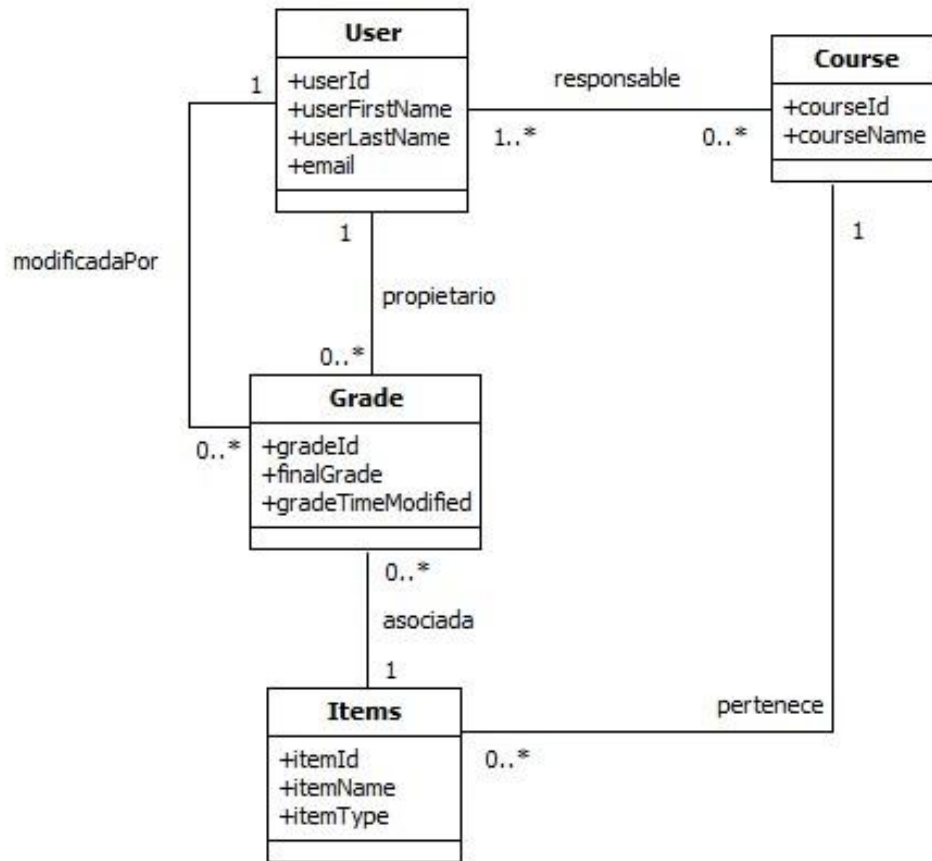 User
+userId
+userFirstName
+userLastName
+email
Course
+courseId
+courseName
responsable
1..*
0..*
1
1
1
modificadaPor
propietario
0..*
0..*
Grade
+gradeId
+finalGrade
+gradeTimeModified
0..*
asociada
1
pertenece
0..*
Items
+itemId
+itemName
+itemType